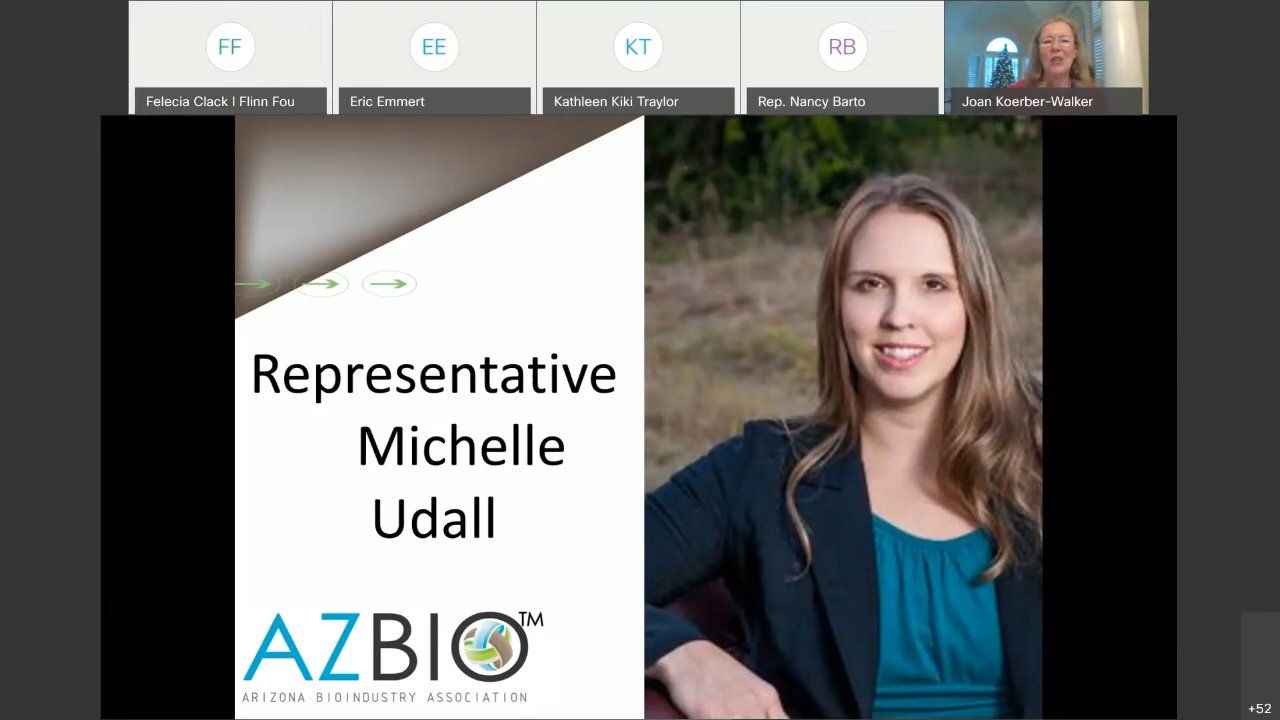 FF
EE
KT
RB
Felecia Clack | Flinn Fou
Eric Emmert
Kathleen Kiki Traylor
Rep. Nancy Barto
Joan Koerber-Walker
Representative
Michelle
Udall
AZBIO™
ARIZONA BIOINDUSTRY ASSOCIATION
+52